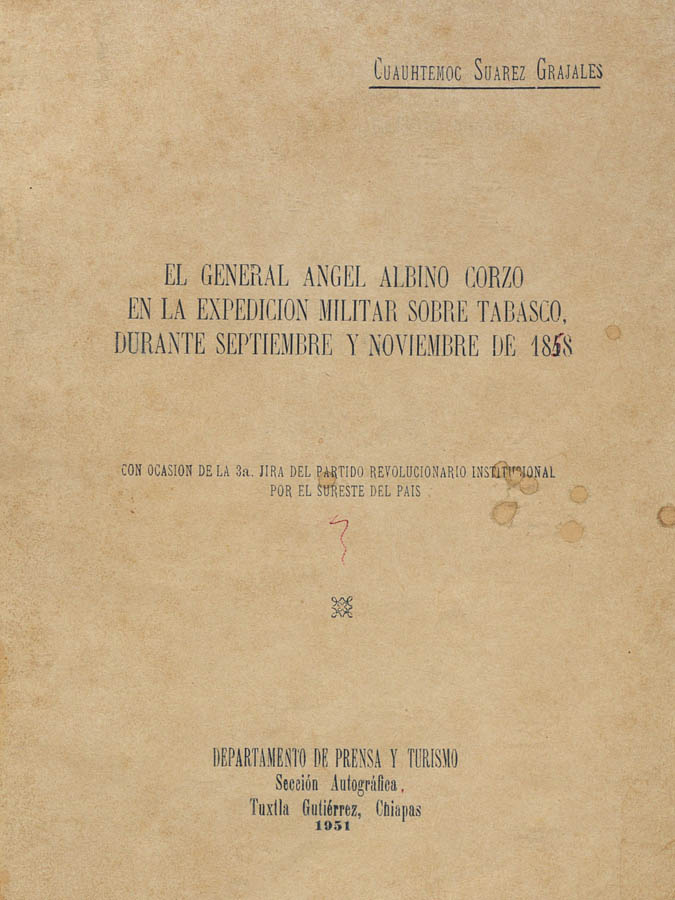 CUAUHTEMOC SUAREZ GRAJALES
EL GENERAL ANGEL ALBINO CORZO
EN LA EXPEDICION MILITAR SOBRE TABASCO,
DURANTE SEPTIEMBRE Y NOVIEMBRE DE 1858
CON OCASION DE LA 3a. JIRA DEL PARTIDO REVOLUCIONARIO INSTITUCIONAL
POR EL SURESTE DEL PAIS
DEPARTAMENTO DE PRENSA Y TURISMO
Sección Autográfica,
Tuxtla Gutiérrez, Chiapas
1951